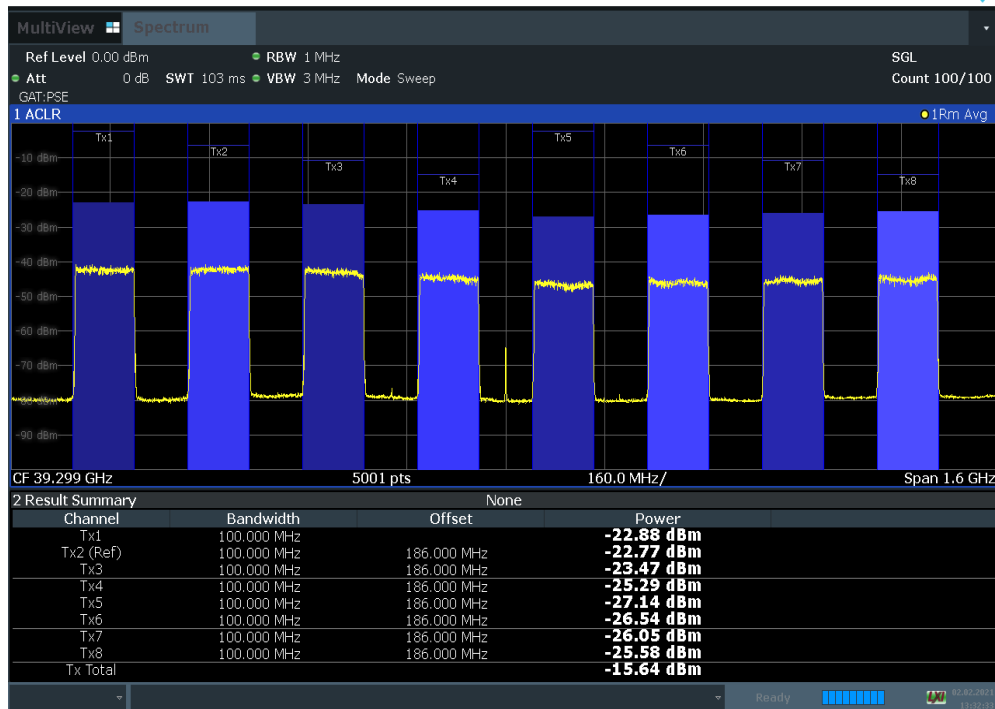 MultiView Spectrum
Ref Level 0.00 dBm RBW 1 MHz SGL
Att 0 dB SWT 103 ms VBW 3 MHz Mode Sweep Count 100/100
GAT:PSE
1 ACLR 1Rm Avg
Tx1 Tx5
Tx2 Tx6
-10 dBm
Tx3 Tx7
Tx4 Tx8
-20 dBm
-30 dBm
-40 dBm
-50 dBm
-60 dBm
-70 dBm
-80 dBm
-90 dBm
CF 39.299 GHz 5001 pts 160.0 MHz/ Span 1.6 GHz
2 Result Summary None
Channel Bandwidth Offset Power
Tx1 100.000 MHz -22.88 dBm
Tx2 (Ref) 100.000 MHz 186.000 MHz -22.77 dBm
Tx3 100.000 MHz 186.000 MHz -23.47 dBm
Tx4 100.000 MHz 186.000 MHz -25.29 dBm
Tx5 100.000 MHz 186.000 MHz -27.14 dBm
Tx6 100.000 MHz 186.000 MHz -26.54 dBm
Tx7 100.000 MHz 186.000 MHz -26.05 dBm
Tx8 100.000 MHz 186.000 MHz -25.58 dBm
Tx Total -15.64 dBm
Ready LXI 02.02.2021